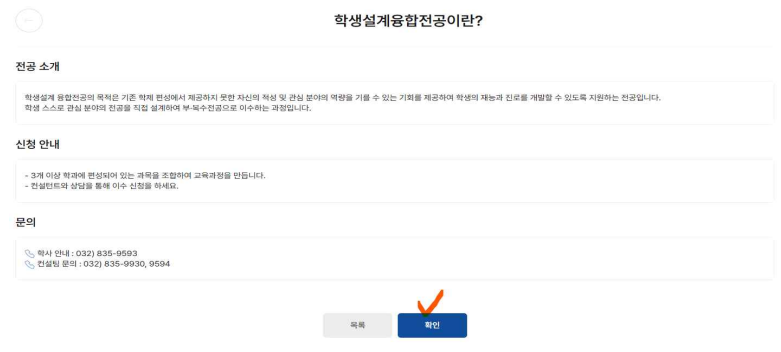 학생설계융합전공이란?
전공 소개
학생설계 융합전공의 목적은 기존 학제 편성에서 제공하지 못한 자신의 적성 및 관심 분야의 역량을 기를 수 있는 기회를 제공하여 학생의 재능과 진로를 개발할 수 있도록 지원하는 전공입니다.
학생 스스로 관심 분야의 전공을 직접 설계하여 부·복수전공으로 이수하는 과정입니다.
신청 안내
- 3개 이상 학과에 편성되어 있는 과목을 조합하여 교육과정을 만듭니다.
- 컨설턴트와 상담을 통해 이수 신청을 하세요.
문의
학사 안내 : 032) 835-9593
컨설팅 문의 : 032) 835-9930, 9594
목록
확인